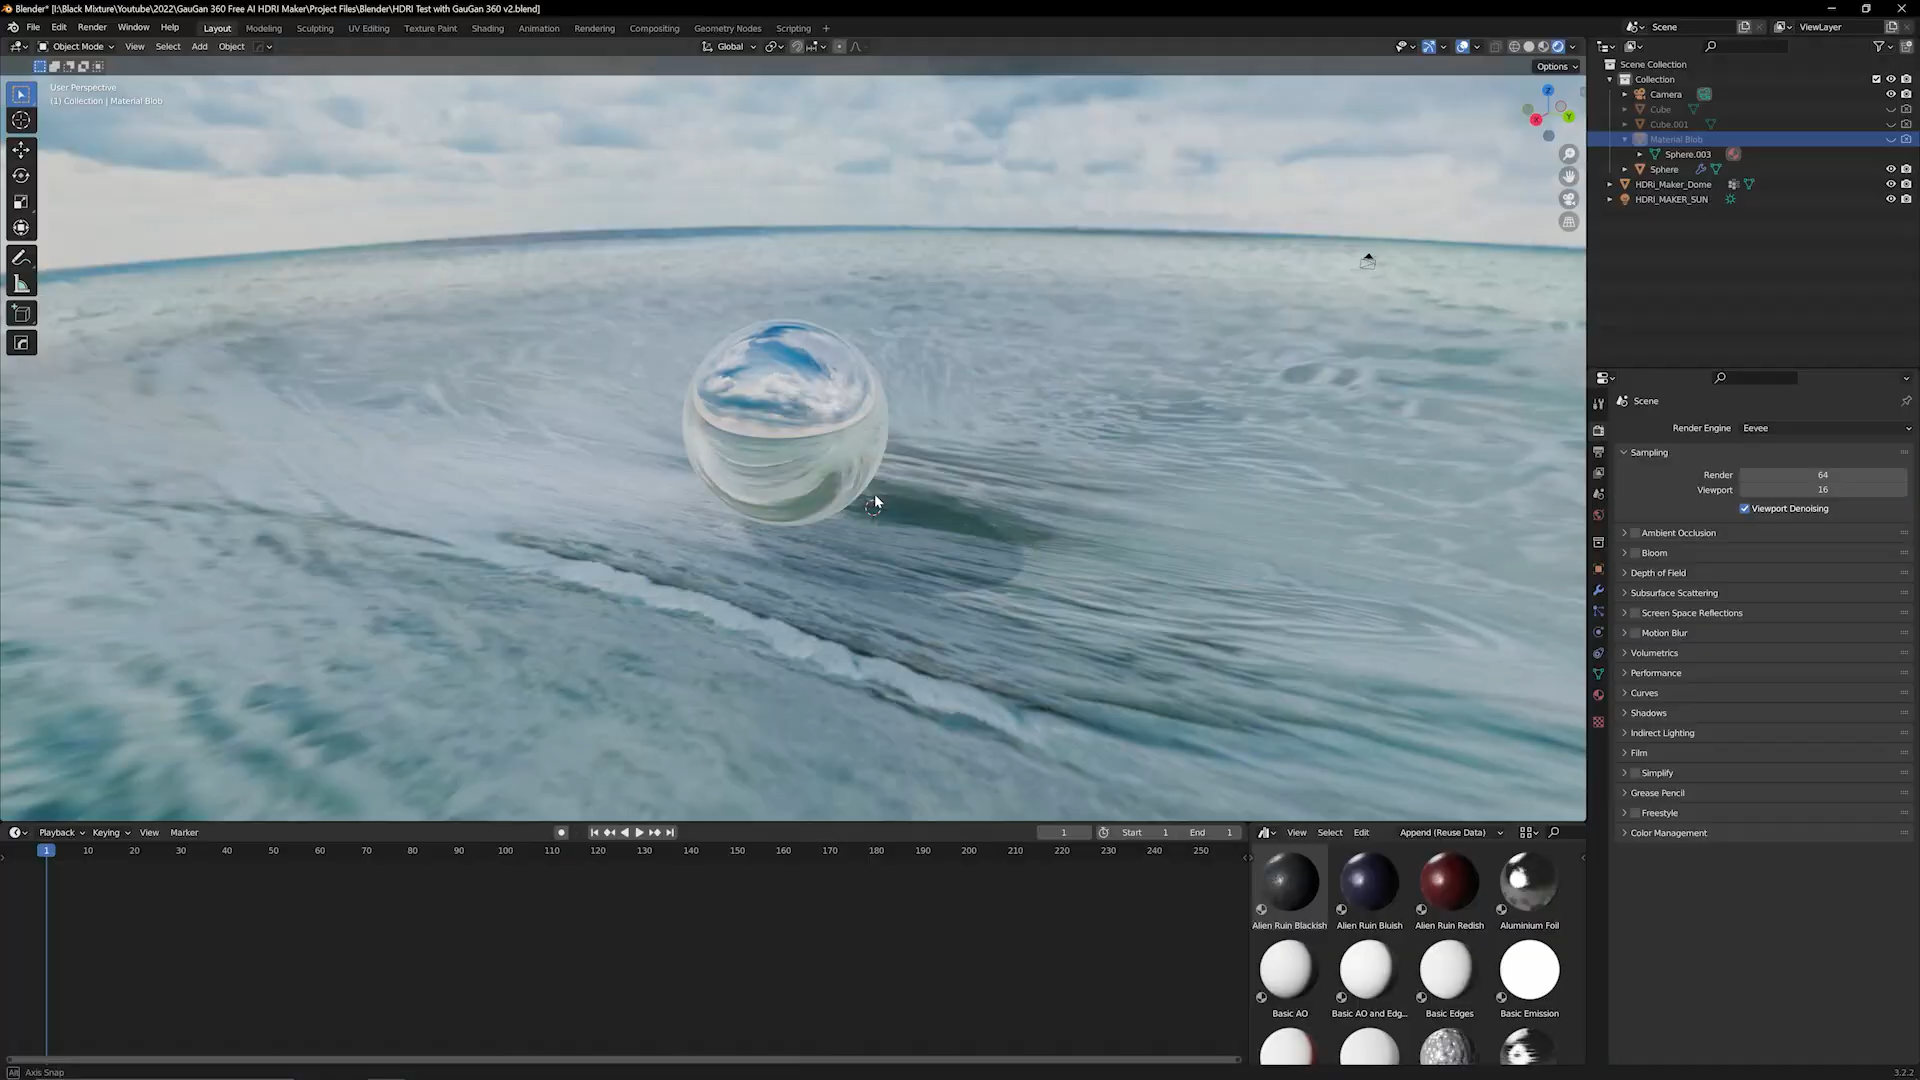 Blender* [I:\Black Mixture\Youtube\2022\GauGan 360 Free AI HDRI Maker\Project Files\Blender\HDRI Test with GauGan 360 v2.blend]
File Edit Render Window Help Layout Modeling Sculpting UV Editing Texture Paint Shading Animation Rendering Compositing Geometry Nodes Scripting +
Scene ViewLayer
Object Mode View Select Add Object Global
Options
User Perspective
(1) Collection | Material Blob
Z
X
Y
Scene Collection
Collection
Camera
Cube
Cube.001
Material Blob
Sphere.003
Sphere
HDRi_Maker_Dome
HDRi_MAKER_SUN
Scene
Render Engine Eevee
Sampling
Render 64
Viewport 16
Viewport Denoising
Ambient Occlusion
Bloom
Depth of Field
Subsurface Scattering
Screen Space Reflections
Motion Blur
Volumetrics
Performance
Curves
Shadows
Indirect Lighting
Film
Simplify
Grease Pencil
Freestyle
Color Management
Playback Keying View Marker 1 Start 1 End 1
1 10 20 30 40 50 60 70 80 90 100 110 120 130 140 150 160 170 180 190 200 210 220 230 240 250
View Select Edit Append (Reuse Data)
Alien Ruin Blackish Alien Ruin Bluish Alien Ruin Redish Aluminium Foil
Basic AO Basic AO and Edg... Basic Edges Basic Emission
Alt Axis Snap
3.2.2